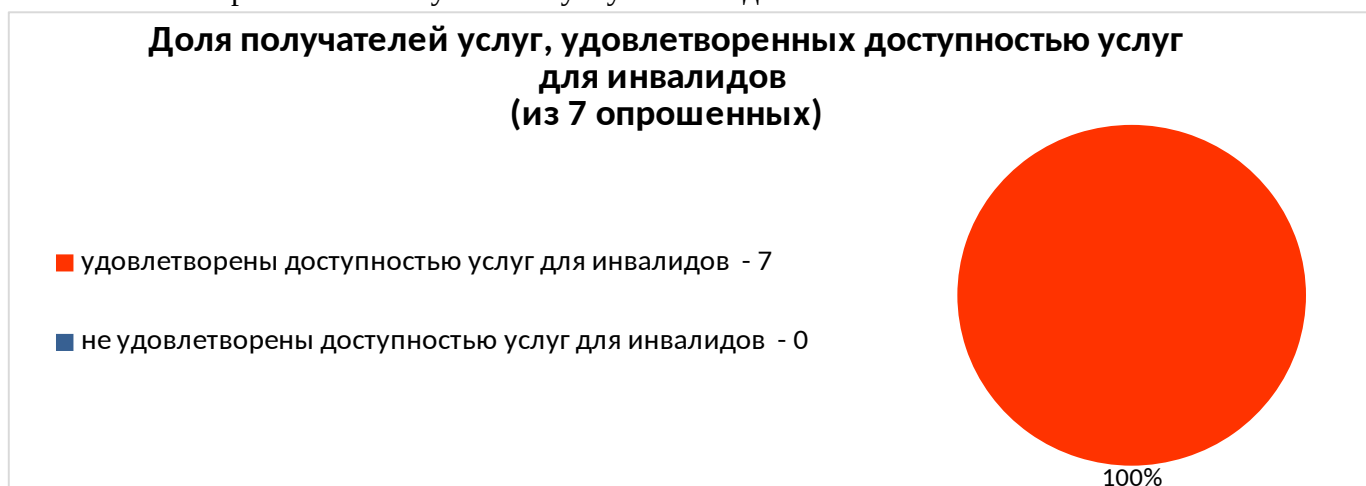 Доля получателей услуг, удовлетворенных доступностью услуг
для инвалидов
(из 7 опрошенных)
удовлетворены доступностью услуг для инвалидов - 7
не удовлетворены доступностью услуг для инвалидов - 0
100%